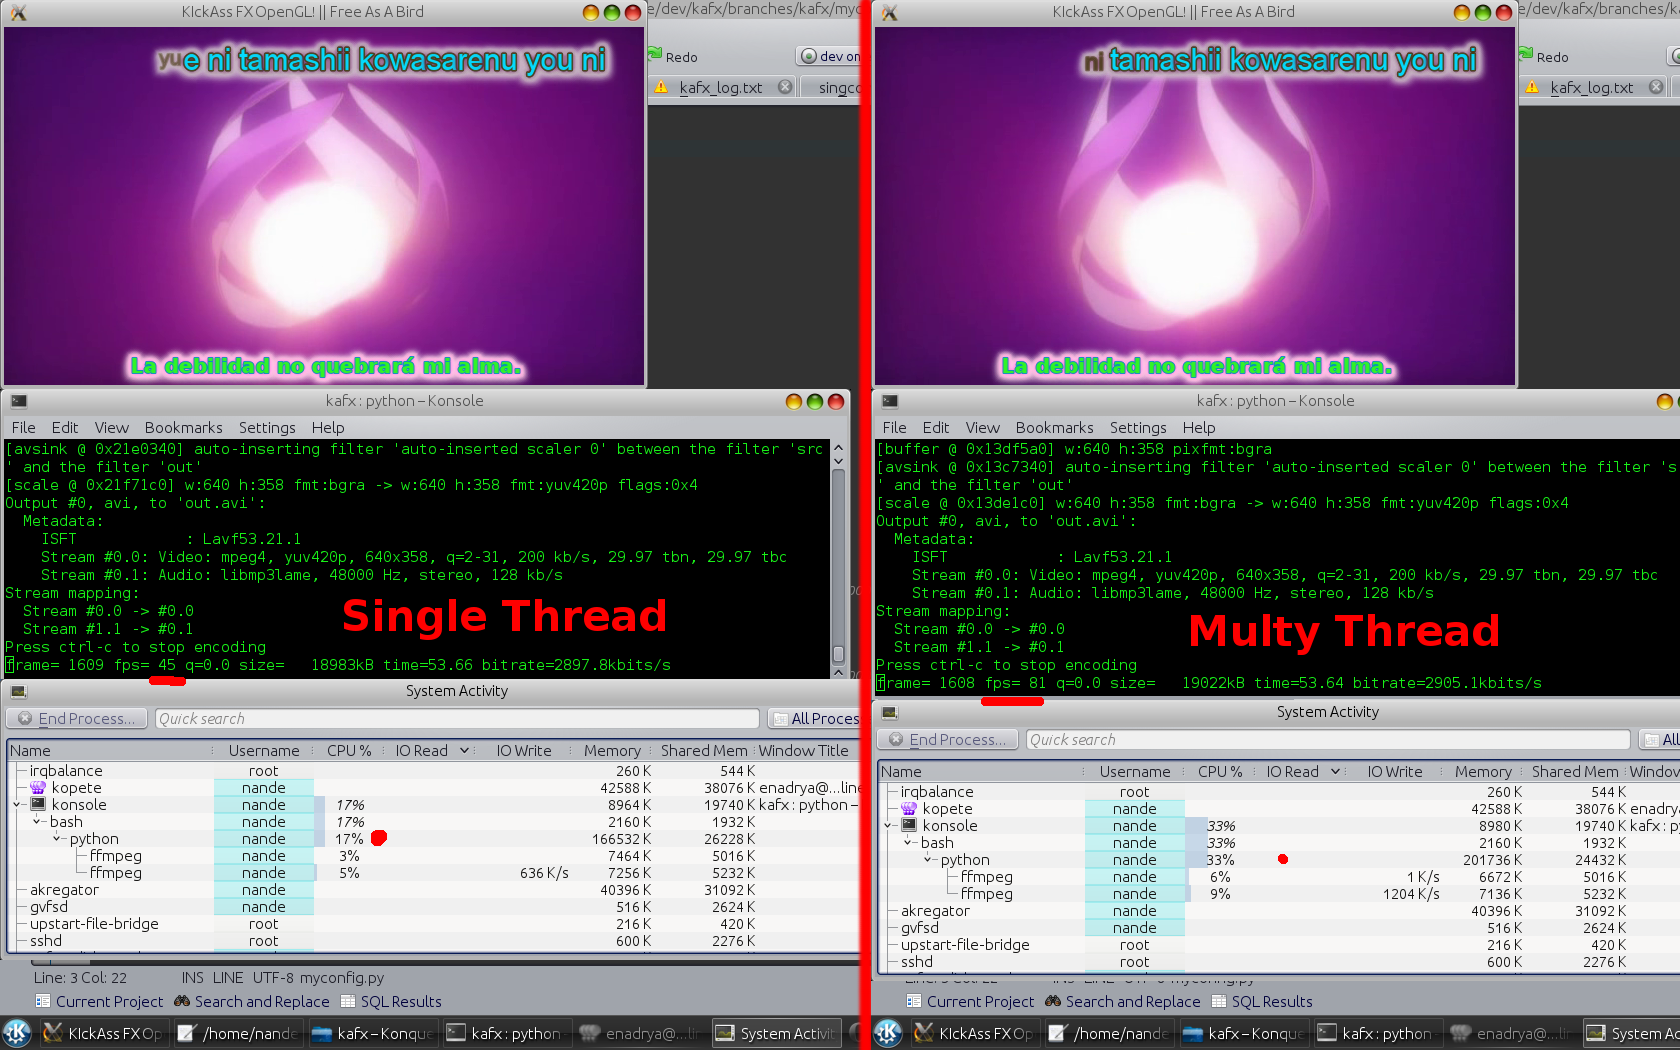 KIckAss FX OpenGL! || Free As A Bird
e/dev/kafx/branches/kafx/myc
Redo
dev on
kafx_log.txt
singco
yue ni tamashii kowasarenu you ni
La debilidad no quebrará mi alma.
kafx : python – Konsole
File Edit View Bookmarks Settings Help
[avsink @ 0x21e0340] auto-inserting filter 'auto-inserted scaler 0' between the filter 'src
' and the filter 'out'
[scale @ 0x21f71c0] w:640 h:358 fmt:bgra -> w:640 h:358 fmt:yuv420p flags:0x4
Output #0, avi, to 'out.avi':
Metadata:
ISFT : Lavf53.21.1
Stream #0.0: Video: mpeg4, yuv420p, 640x358, q=2-31, 200 kb/s, 29.97 tbn, 29.97 tbc
Stream #0.1: Audio: libmp3lame, 48000 Hz, stereo, 128 kb/s
Stream mapping:
Stream #0.0 -> #0.0
Stream #1.1 -> #0.1
Press ctrl-c to stop encoding
frame= 1609 fps= 45 q=0.0 size= 18983kB time=53.66 bitrate=2897.8kbits/s
Single Thread
System Activity
End Process... Quick search All Proces
Name Username CPU % IO Read IO Write Memory Shared Mem Window Title
irqbalance root 260 K 544 K
kopete nande 42588 K 38076 K enadrya@...line
konsole nande 17% 8964 K 19740 K kafx : python –
bash nande 17% 2160 K 1932 K
python nande 17% 166532 K 26228 K
ffmpeg nande 3% 7464 K 5016 K
ffmpeg nande 5% 636 K/s 7256 K 5232 K
akregator nande 40396 K 31092 K
gvfsd nande 516 K 2624 K
upstart-file-bridge root 216 K 420 K
sshd root 600 K 2276 K
Line: 3 Col: 22 INS LINE UTF-8 myconfig.py
Current Project Search and Replace SQL Results
KIckAss FX Op /home/nande kafx – Konque kafx : python enadrya@...li System Activit
KIckAss FX OpenGL! || Free As A Bird
e/dev/kafx/branches/ka
Redo
kafx_log.txt
ni tamashii kowasarenu you ni
La debilidad no quebrará mi alma.
kafx : python – Konsole
File Edit View Bookmarks Settings Help
[buffer @ 0x13df5a0] w:640 h:358 pixfmt:bgra
[avsink @ 0x13c7340] auto-inserting filter 'auto-inserted scaler 0' between the filter 's
' and the filter 'out'
[scale @ 0x13de1c0] w:640 h:358 fmt:bgra -> w:640 h:358 fmt:yuv420p flags:0x4
Output #0, avi, to 'out.avi':
Metadata:
ISFT : Lavf53.21.1
Stream #0.0: Video: mpeg4, yuv420p, 640x358, q=2-31, 200 kb/s, 29.97 tbn, 29.97 tbc
Stream #0.1: Audio: libmp3lame, 48000 Hz, stereo, 128 kb/s
Stream mapping:
Stream #0.0 -> #0.0
Stream #1.1 -> #0.1
Press ctrl-c to stop encoding
frame= 1608 fps= 81 q=0.0 size= 19022kB time=53.64 bitrate=2905.1kbits/s
Multy Thread
System Activity
End Process... Quick search All
Name Username CPU % IO Read IO Write Memory Shared Mem Windo
irqbalance root 260 K 544 K
kopete nande 42588 K 38076 K enadry
konsole nande 33% 8980 K 19740 K kafx : p
bash nande 33% 2160 K 1932 K
python nande 33% 201736 K 24432 K
ffmpeg nande 6% 1 K/s 6672 K 5016 K
ffmpeg nande 9% 1204 K/s 7136 K 5232 K
akregator nande 40396 K 31092 K
gvfsd nande 516 K 2624 K
upstart-file-bridge root 216 K 420 K
sshd root 600 K 2276 K
Current Project Search and Replace SQL Results
KIckAss FX Op /home/nande kafx – Konque kafx : python enadrya@...li System Ac